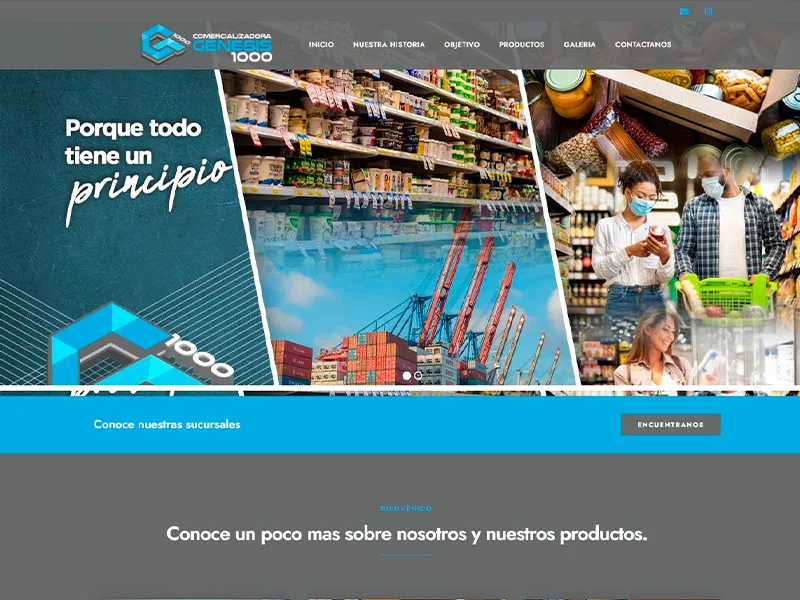 COMERCIALIZADORA
GENESIS
1000
1000
INICIO
NUESTRA HISTORIA
OBJETIVO
PRODUCTOS
GALERIA
CONTACTANOS
Porque todo
tiene un
principio
1000
Conoce nuestras sucursales
ENCUENTRANOS
BIENVENIDO
Conoce un poco mas sobre nosotros y nuestros productos.